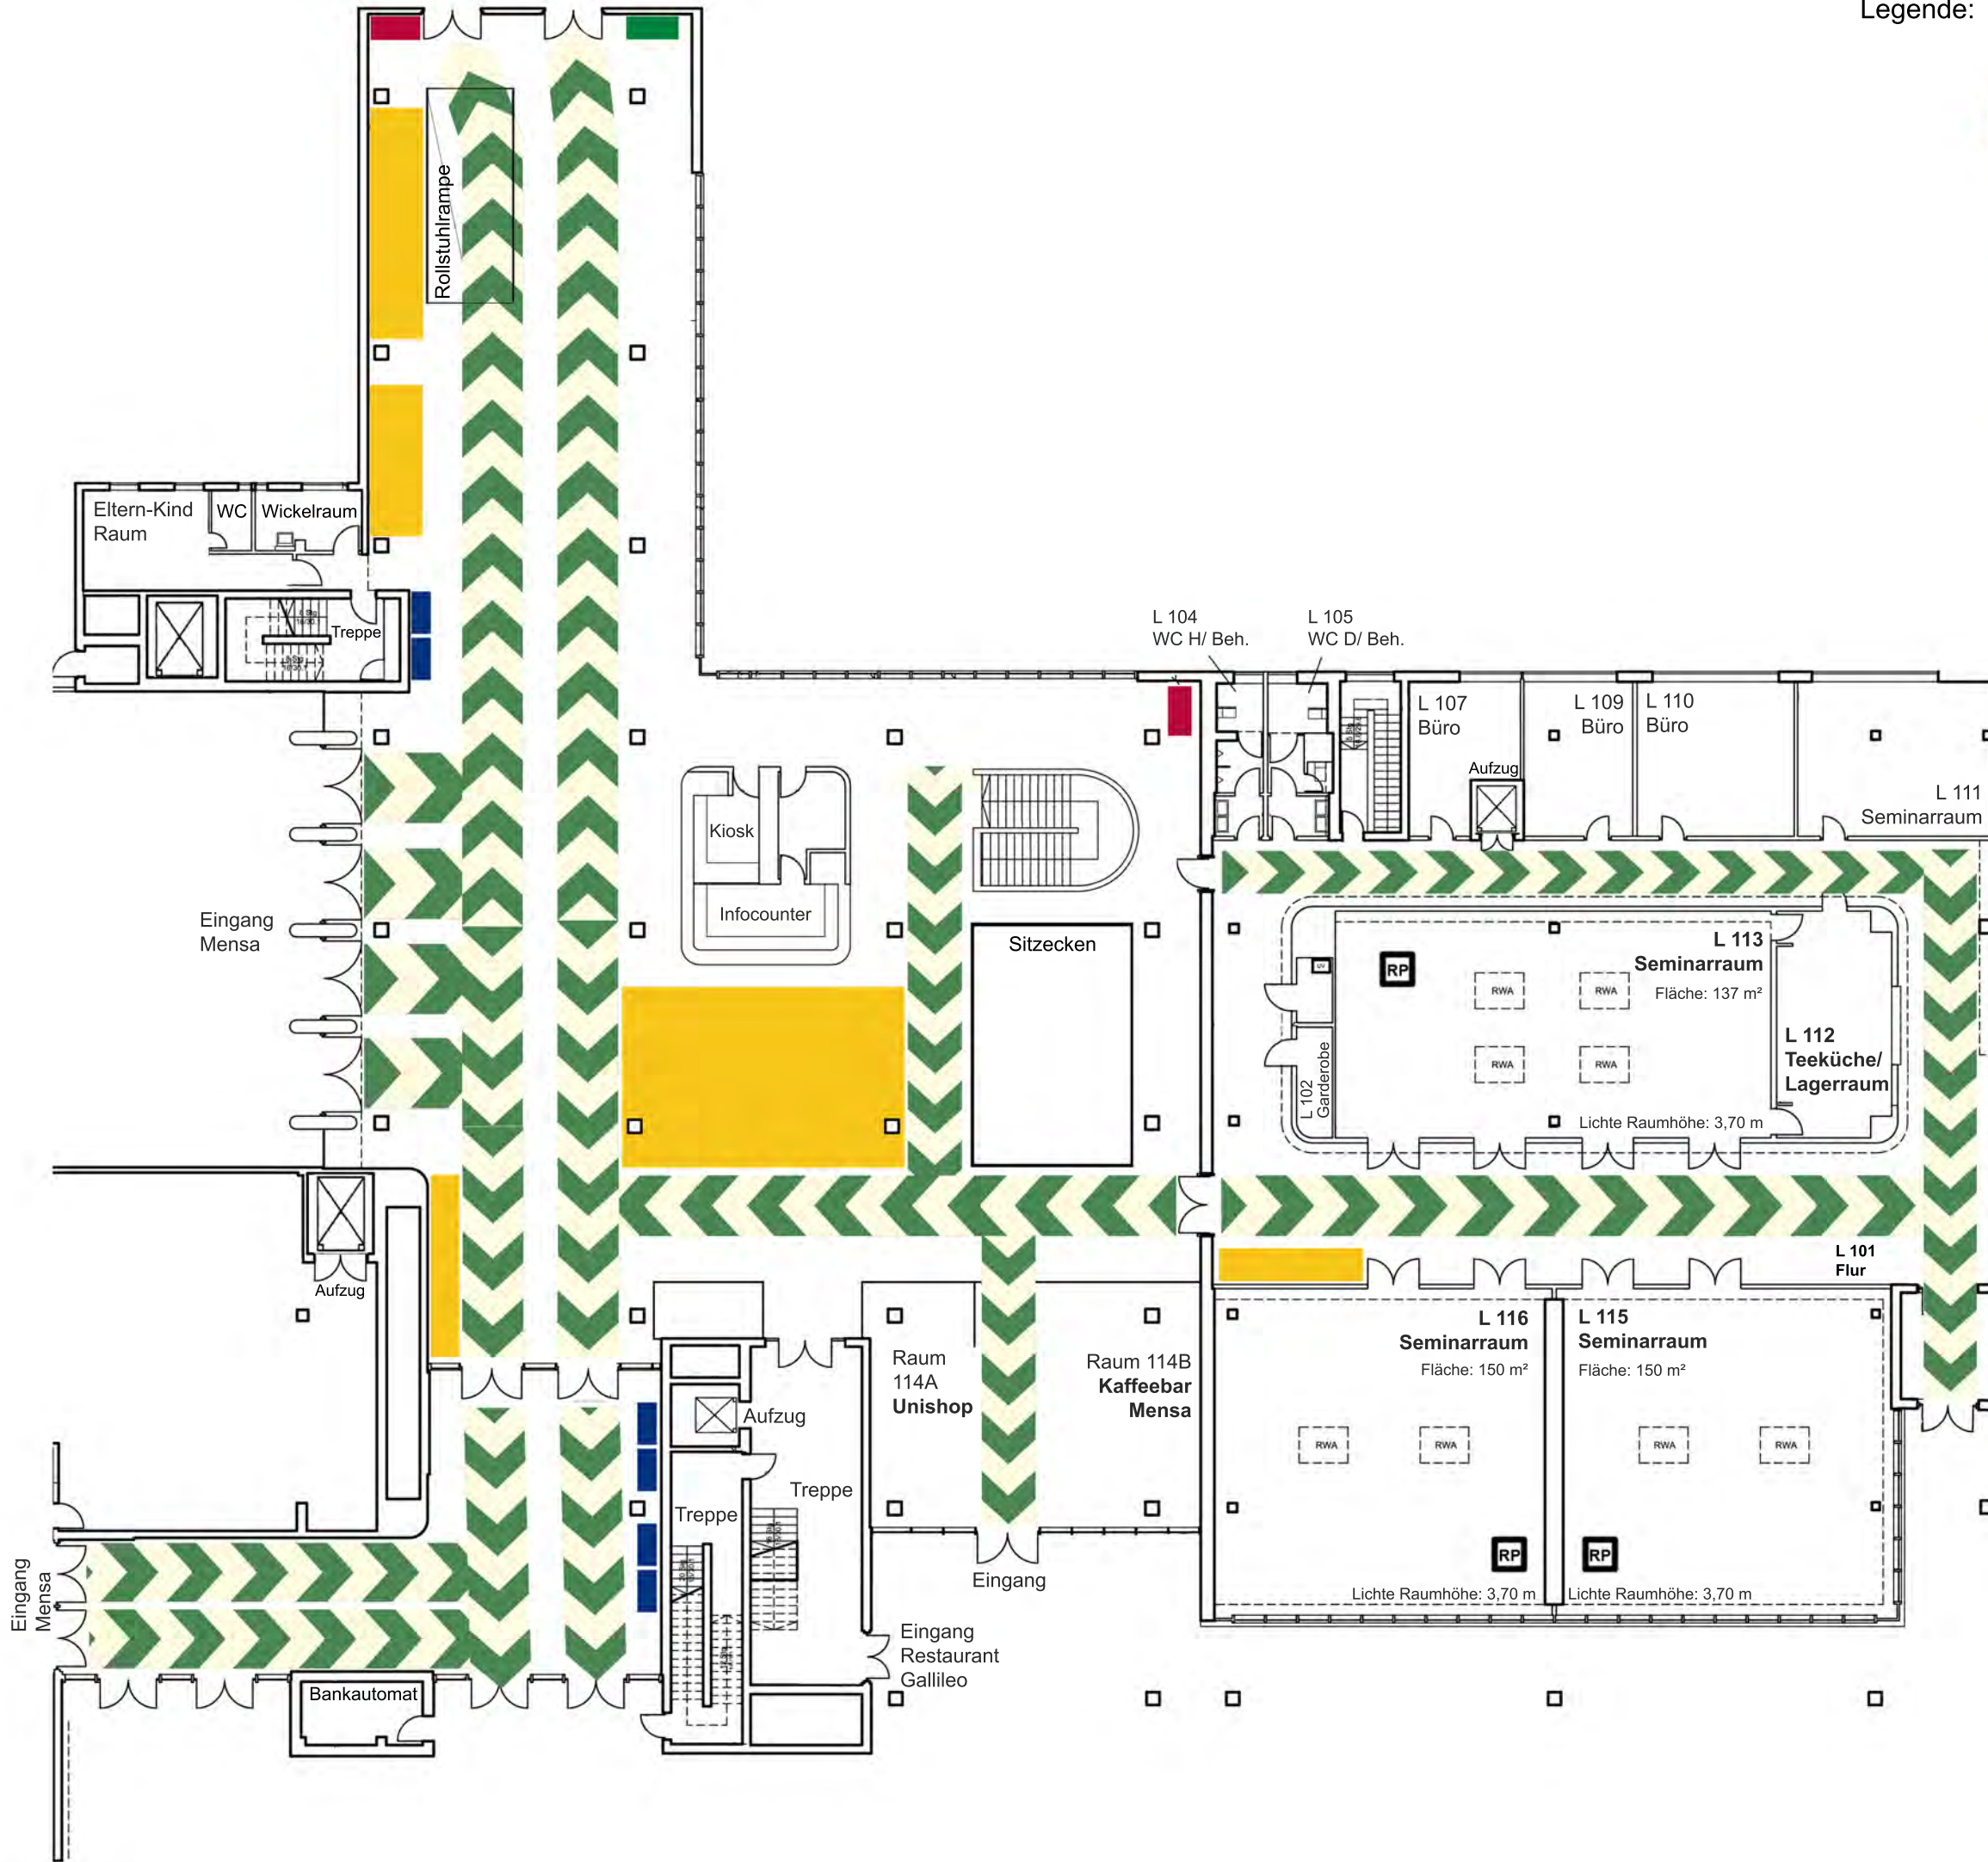 Legende:
Rollstuhlrampe
Eltern-Kind
Raum
WC
Wickelraum
Treppe
L 104
WC H/ Beh.
L 105
WC D/ Beh.
L 107
Büro
L 109
Büro
L 110
Büro
Aufzug
L 111
Seminarraum
Kiosk
Infocounter
Eingang
Mensa
Sitzecken
L 113
Seminarraum
Fläche: 137 m²
RP
RWA
RWA
RWA
RWA
L 112
Teeküche/
Lagerraum
L 102
Garderobe
Lichte Raumhöhe: 3,70 m
Aufzug
L 101
Flur
L 116
Seminarraum
Fläche: 150 m²
L 115
Seminarraum
Fläche: 150 m²
Raum
114A
Unishop
Raum 114B
Kaffeebar
Mensa
Aufzug
Treppe
Treppe
RWA
RWA
RWA
RWA
RP
RP
Lichte Raumhöhe: 3,70 m
Lichte Raumhöhe: 3,70 m
Eingang
Eingang
Mensa
Eingang
Restaurant
Gallileo
Bankautomat